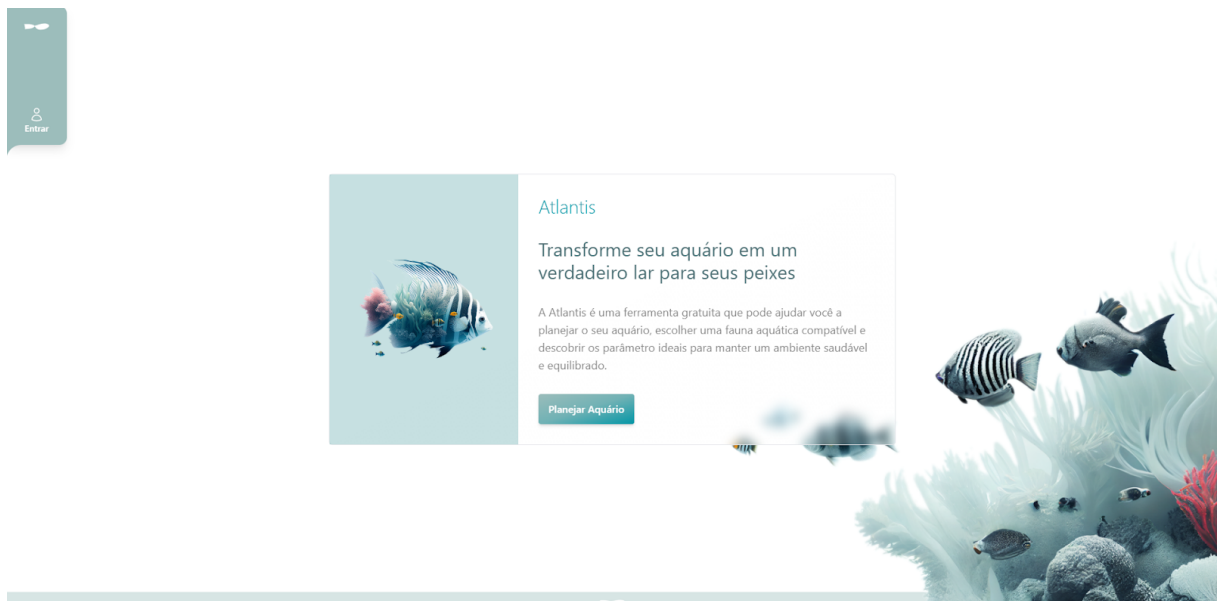 Entrar
Atlantis
Transforme seu aquário em um
verdadeiro lar para seus peixes
A Atlantis é uma ferramenta gratuita que pode ajudar você a
planejar o seu aquário, escolher uma fauna aquática compatível e
descobrir os parâmetro ideais para manter um ambiente saudável
e equilibrado.
Planejar Aquário